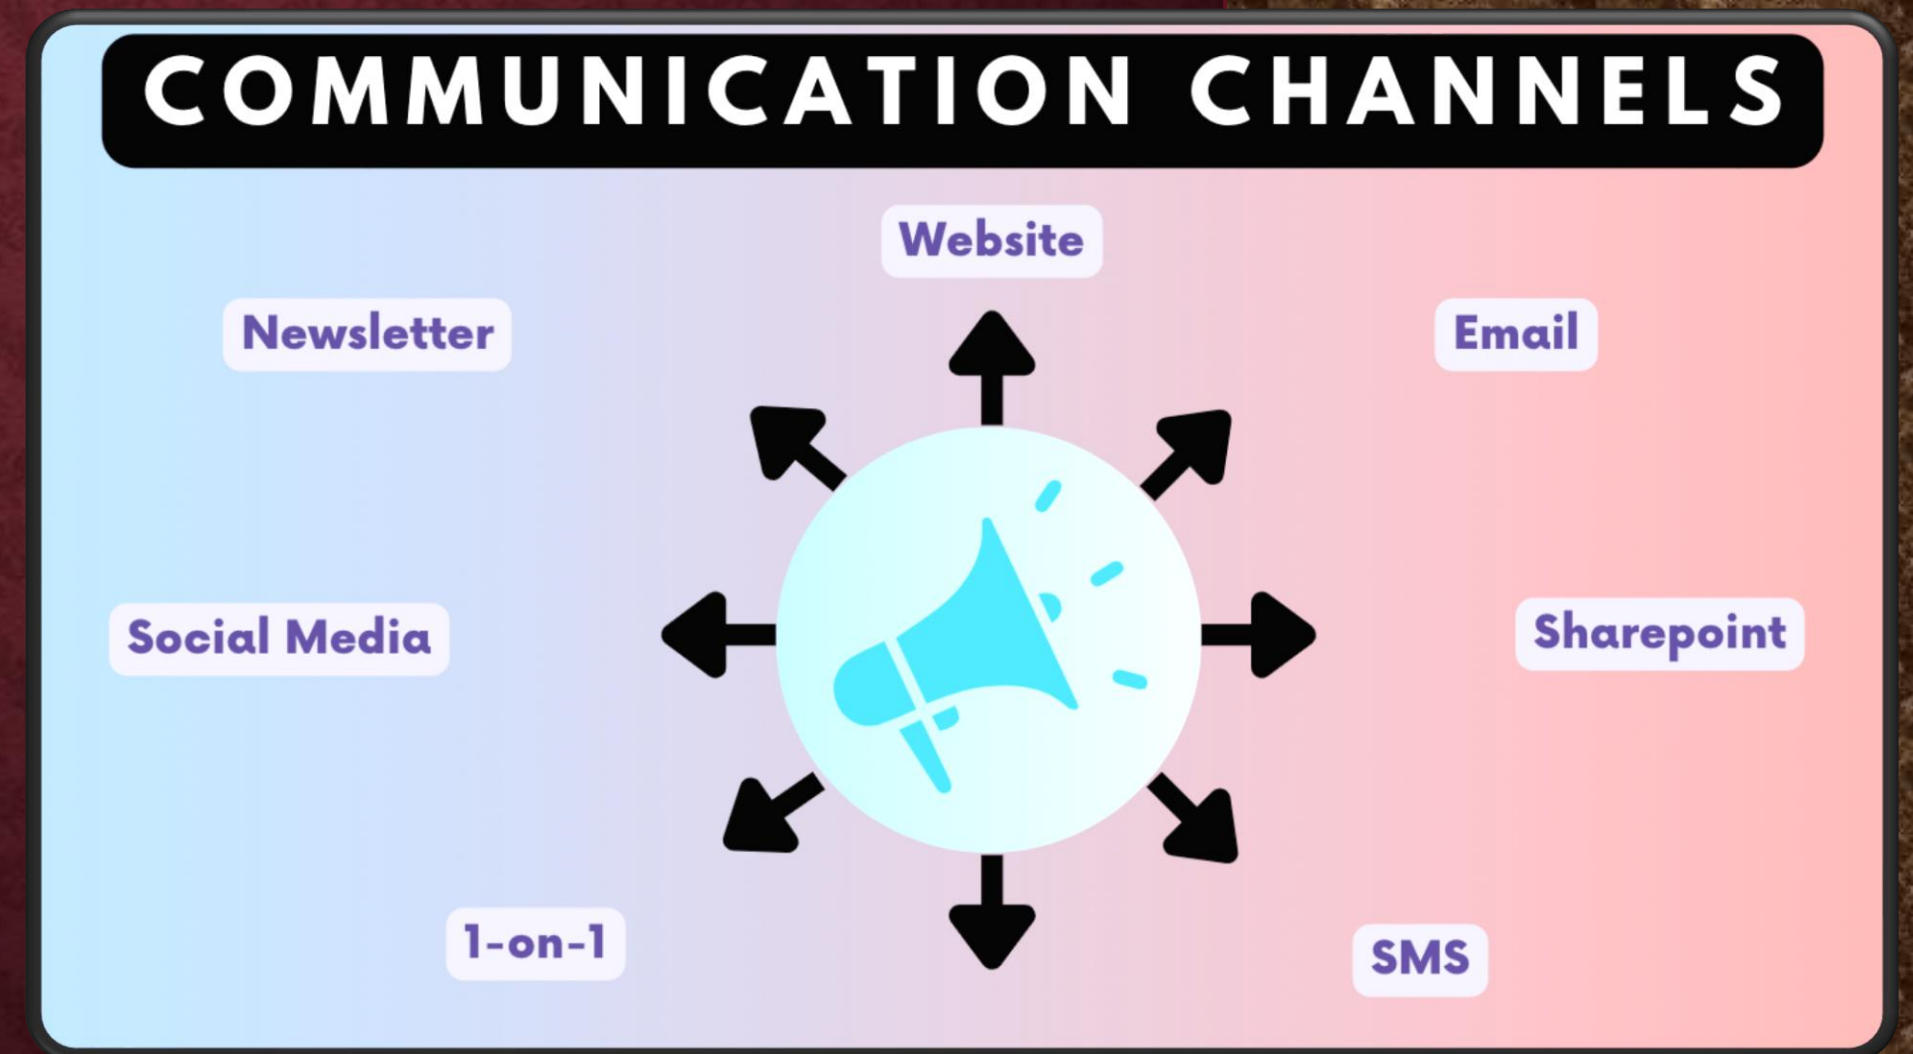 COMMUNICATION CHANNELS
Website
Newsletter
Email
Social Media
Sharepoint
1-on-1
SMS